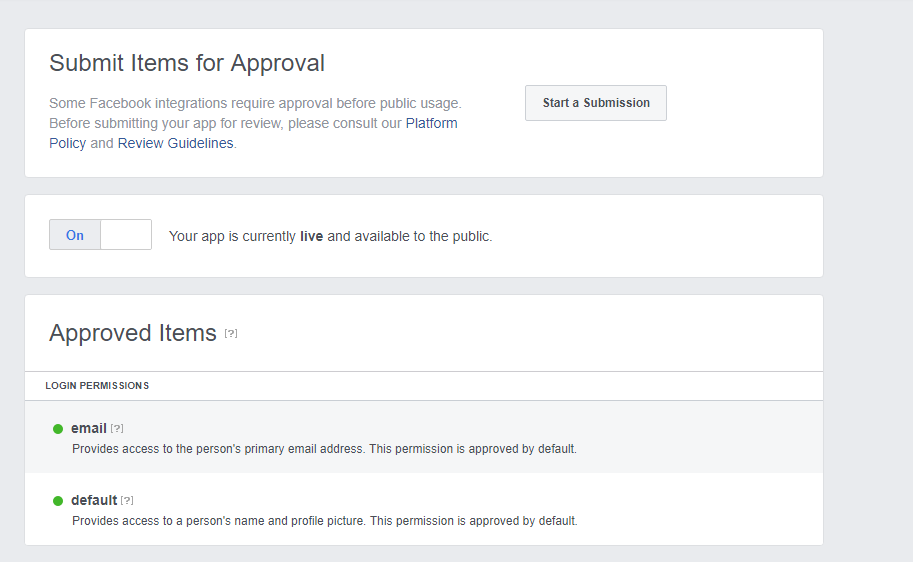 Submit Items for Approval
Some Facebook integrations require approval before public usage.
Before submitting your app for review, please consult our Platform
Policy and Review Guidelines.
Start a Submission
On
Your app is currently live and available to the public.
Approved Items [?]
LOGIN PERMISSIONS
email [?]
Provides access to the person's primary email address. This permission is approved by default.
default [?]
Provides access to a person's name and profile picture. This permission is approved by default.